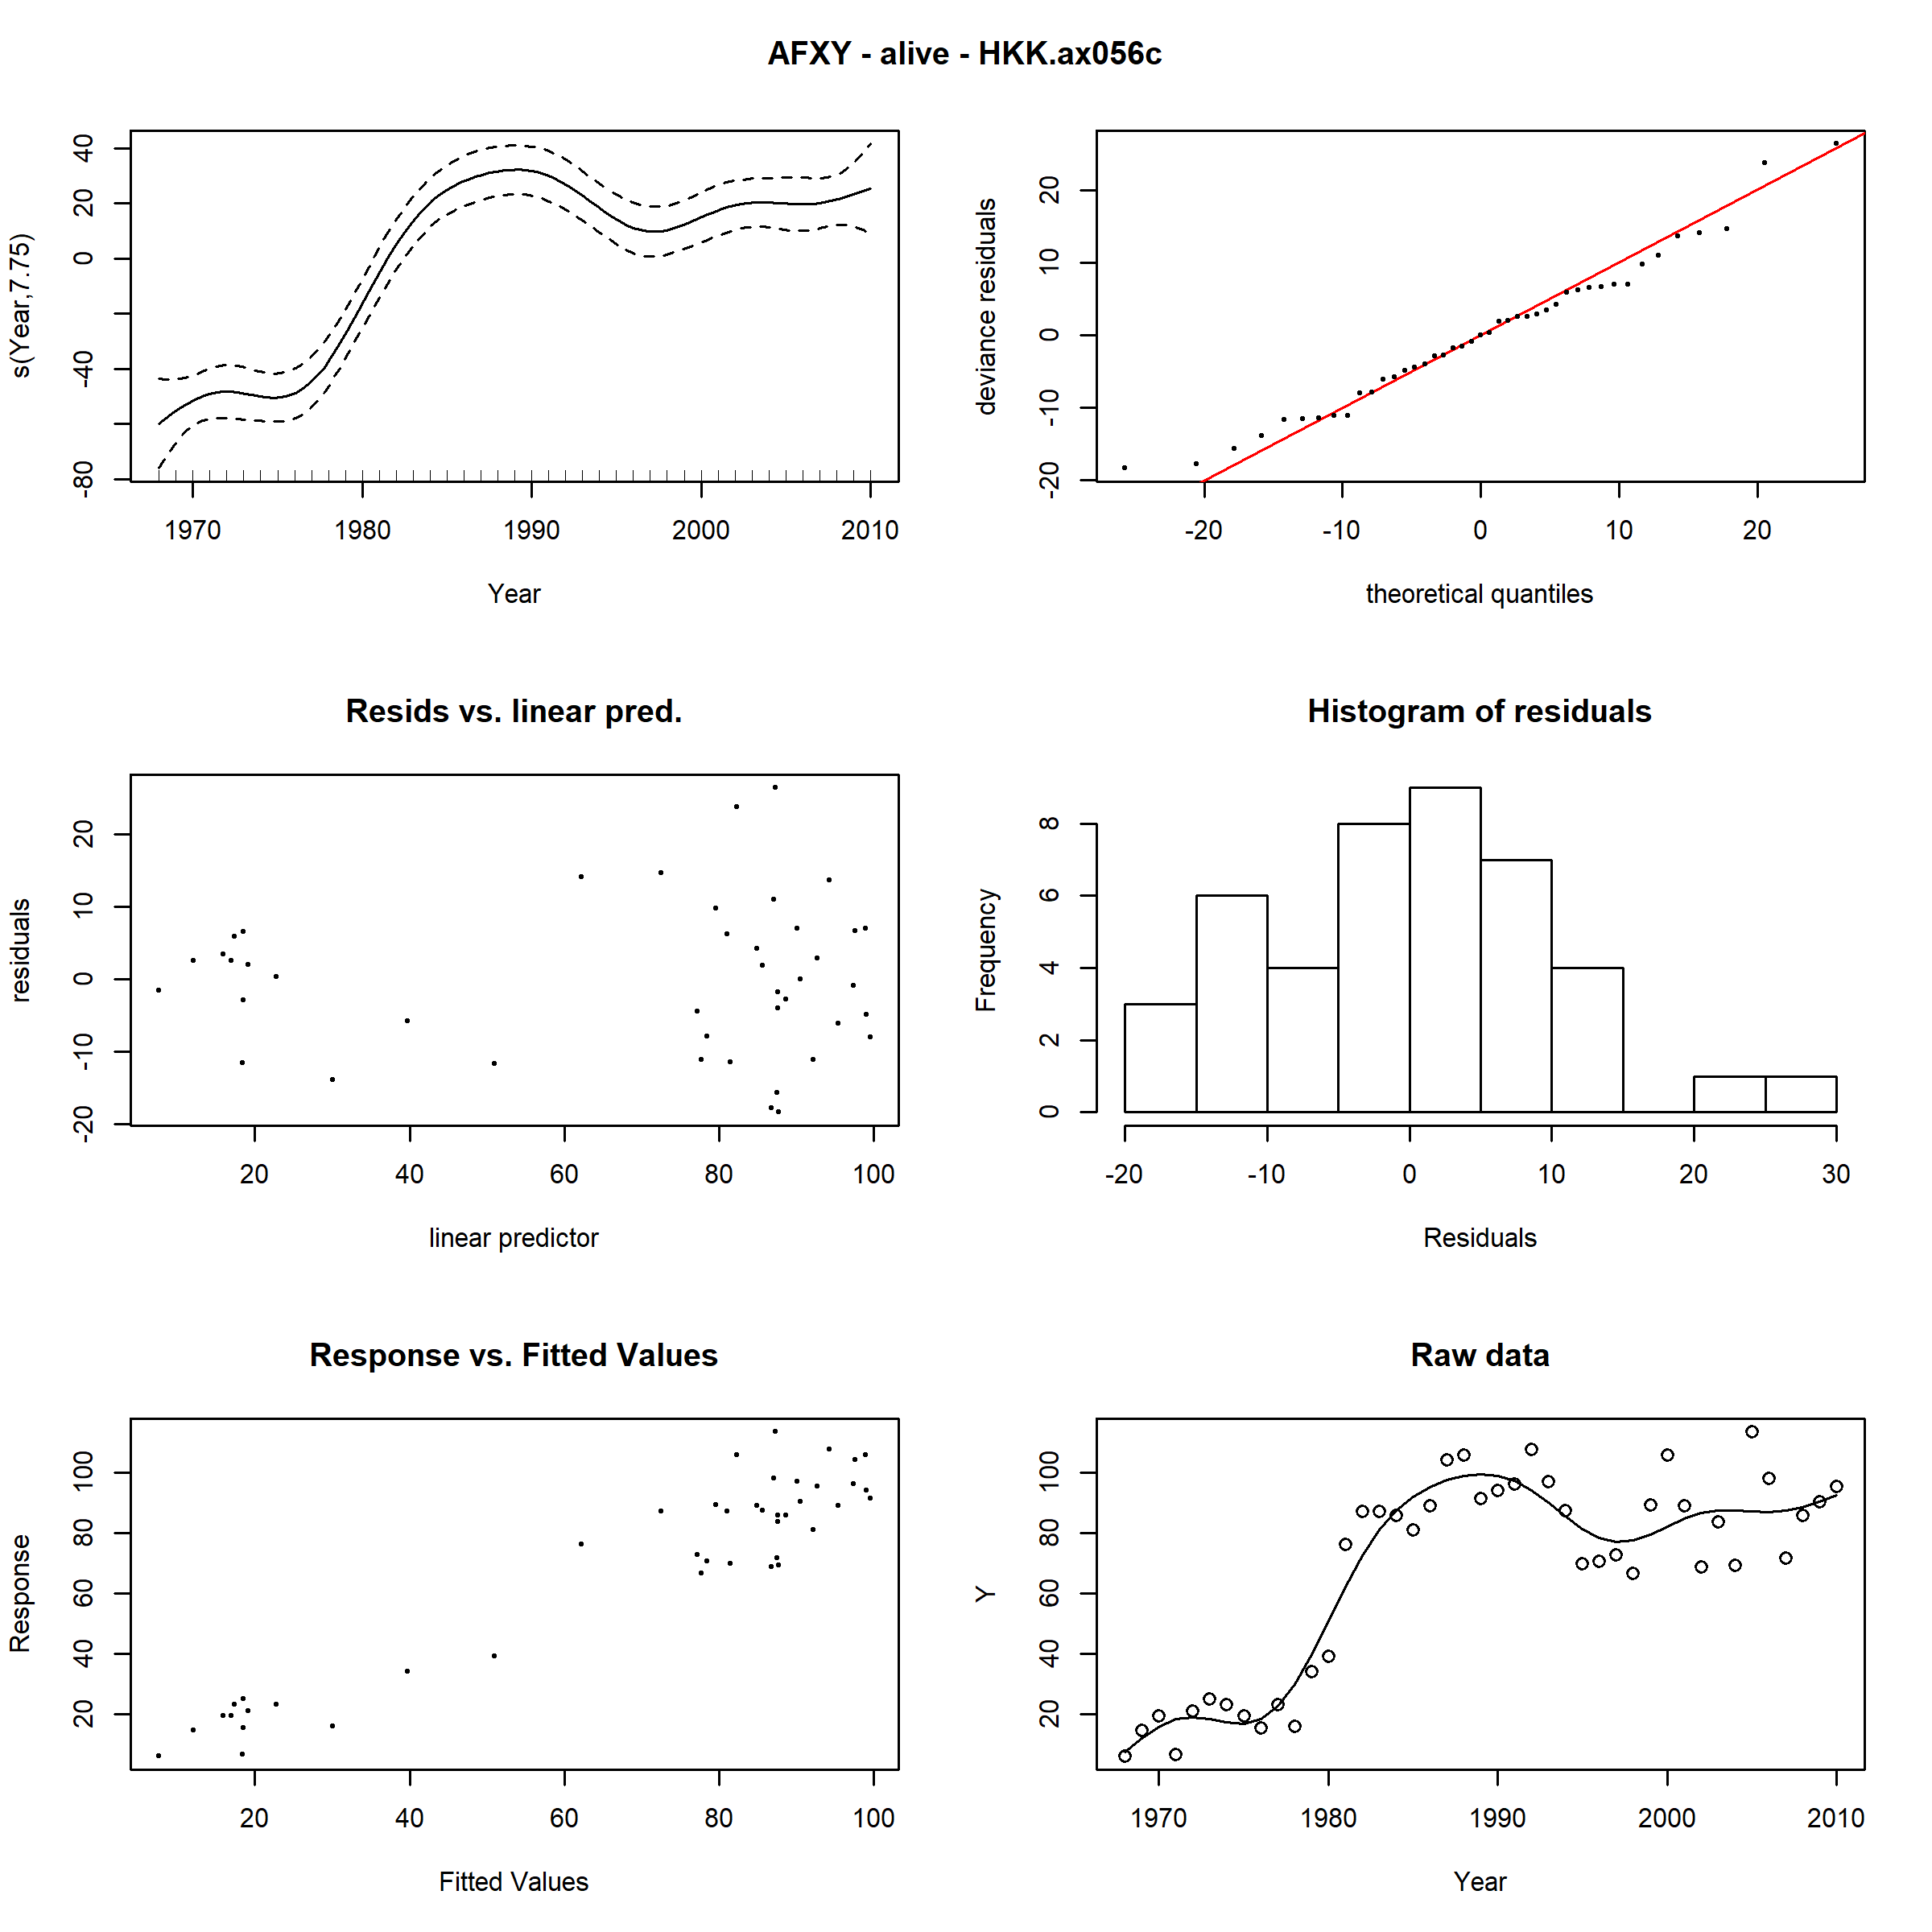 AFXY - alive - HKK.ax056c
s(Year,7.75)
40
20
0
-40
-80
1970 1980 1990 2000 2010
Year
deviance residuals
20
10
0
-10
-20
-20 -10 0 10 20
theoretical quantiles
Resids vs. linear pred.
residuals
20
10
0
-10
-20
20 40 60 80 100
linear predictor
Histogram of residuals
Frequency
8
6
4
2
0
-20 -10 0 10 20 30
Residuals
Response vs. Fitted Values
Response
100
80
60
40
20
20 40 60 80 100
Fitted Values
Raw data
Y
100
80
60
40
20
1970 1980 1990 2000 2010
Year